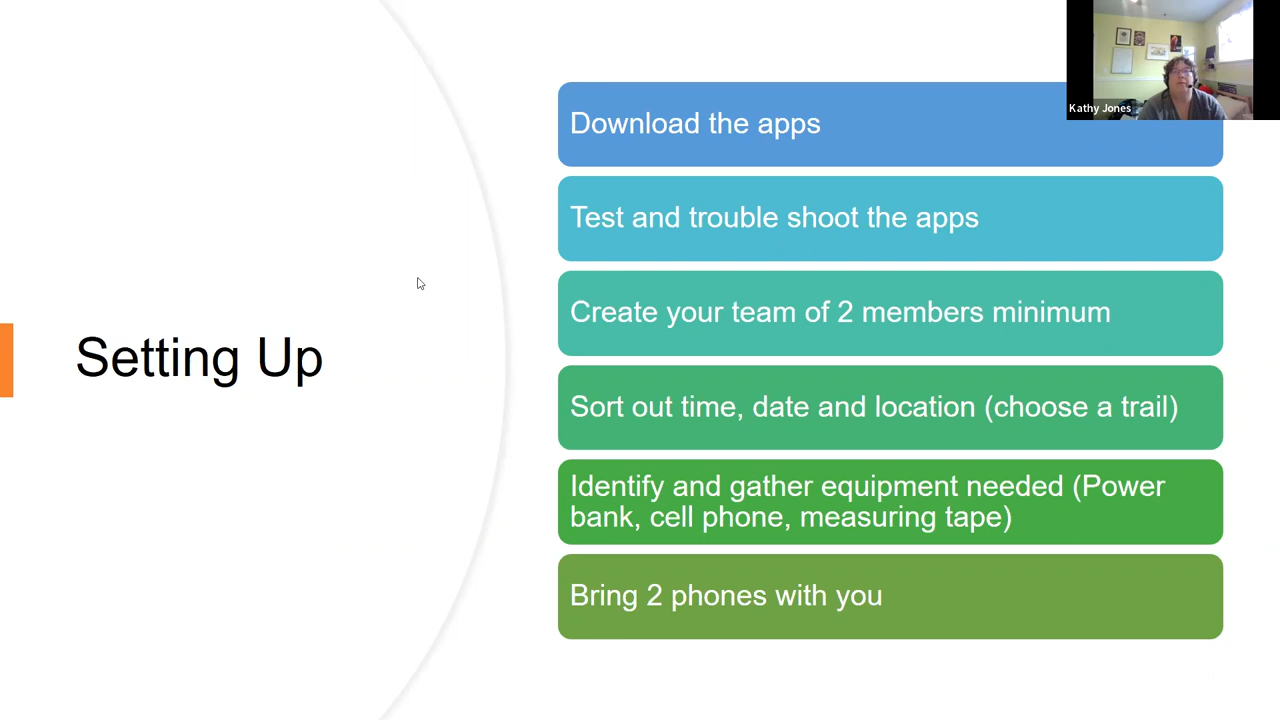 Setting Up
Download the apps
Test and trouble shoot the apps
Create your team of 2 members minimum
Sort out time, date and location (choose a trail)
Identify and gather equipment needed (Power
bank, cell phone, measuring tape)
Bring 2 phones with you
Kathy Jones